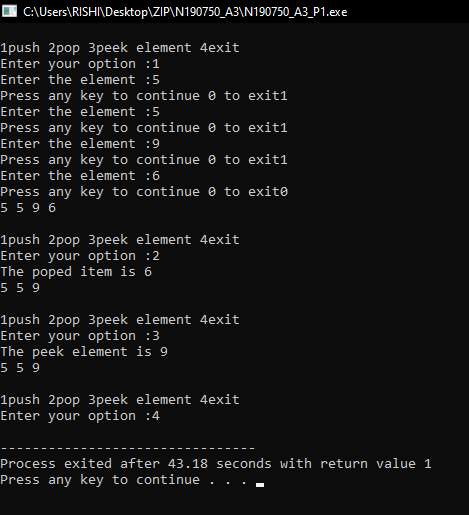 C:\Users\RISHI\Desktop\ZIP\N190750_A3\N190750_A3_P1.exe
1push 2pop 3peek element 4exit
Enter your option :1
Enter the element :5
Press any key to continue 0 to exit1
Enter the element :5
Press any key to continue 0 to exit1
Enter the element :9
Press any key to continue 0 to exit1
Enter the element :6
Press any key to continue 0 to exit0
5 5 9 6
1push 2pop 3peek element 4exit
Enter your option :2
The poped item is 6
5 5 9
1push 2pop 3peek element 4exit
Enter your option :3
The peek element is 9
5 5 9
1push 2pop 3peek element 4exit
Enter your option :4
--------------------------------
Process exited after 43.18 seconds with return value 1
Press any key to continue . . .